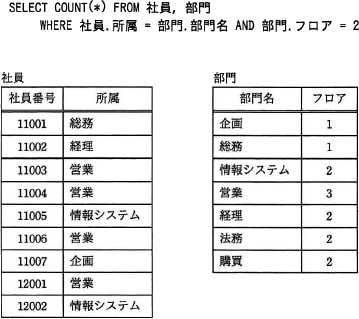 SELECT COUNT(*) FROM 社員, 部門
WHERE 社員.所属 = 部門.部門名 AND 部門.フロア = 2
社員
社員番号 所属
11001 総務
11002 経理
11003 営業
11004 営業
11005 情報システム
11006 営業
11007 企画
12001 営業
12002 情報システム
部門
部門名 フロア
企画 1
総務 1
情報システム 2
営業 3
経理 2
法務 2
購買 2